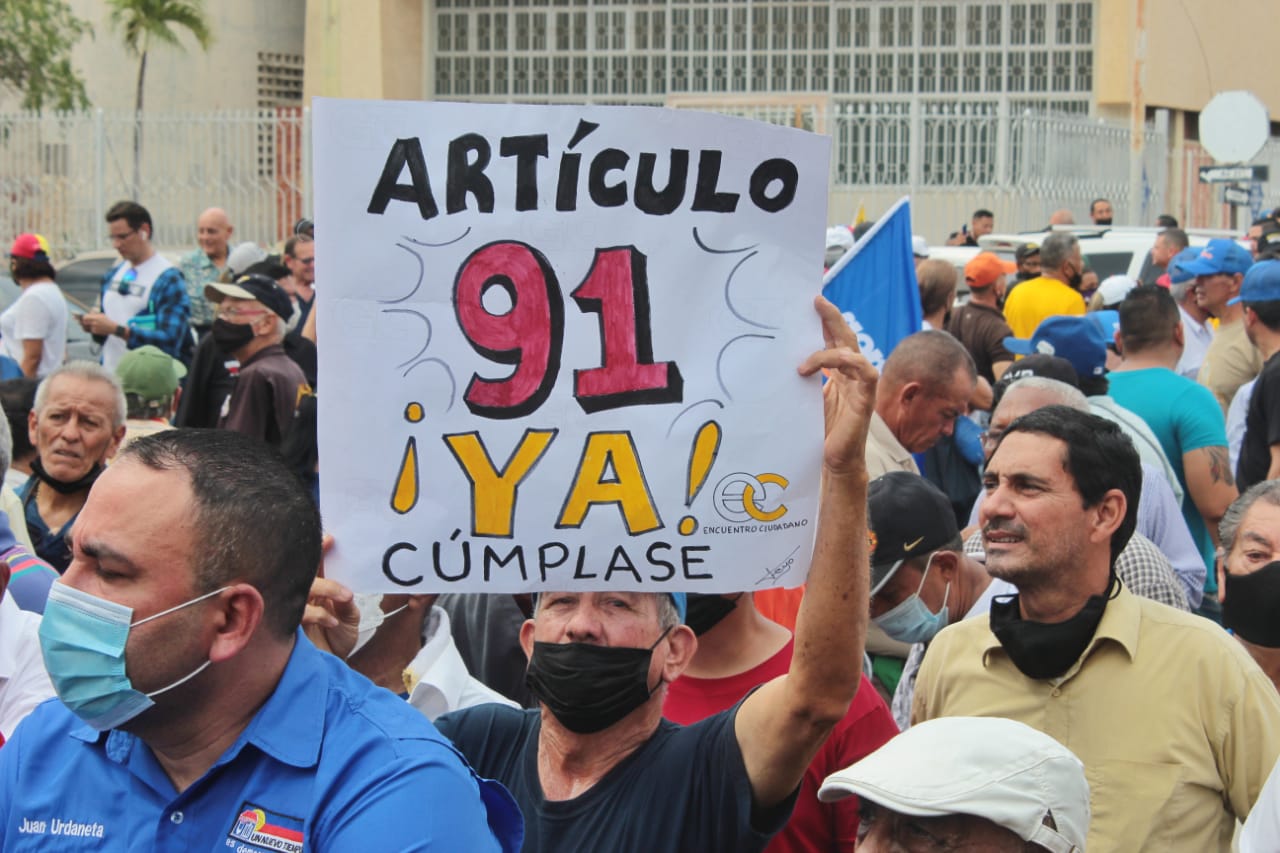 ARTÍCULO
91
¡YA!
CÚMPLASE
EC
ENCUENTRO CIUDADANO
Juan Urdaneta
UN NUEVO TIEMPO